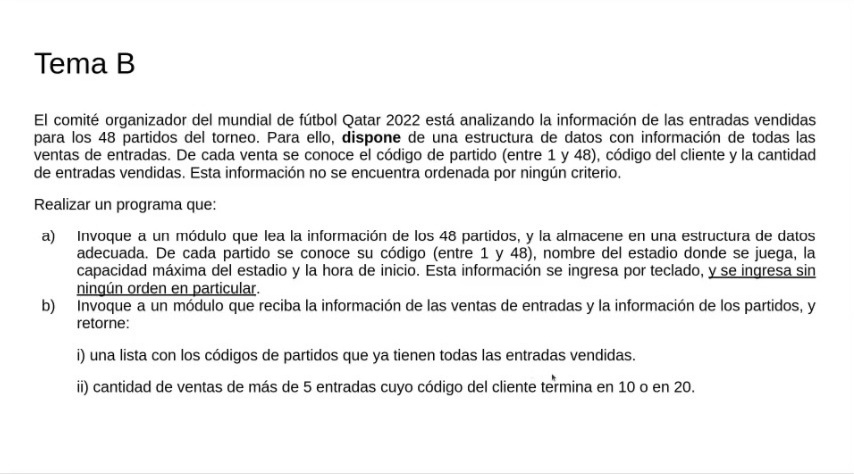 Tema B
El comité organizador del mundial de fútbol Qatar 2022 está analizando la información de las entradas vendidas
para los 48 partidos del torneo. Para ello, dispone de una estructura de datos con información de todas las
ventas de entradas. De cada venta se conoce el código de partido (entre 1 y 48), código del cliente y la cantidad
de entradas vendidas. Esta información no se encuentra ordenada por ningún criterio.
Realizar un programa que:
a) Invoque a un módulo que lea la información de los 48 partidos, y la almacene en una estructura de datos
adecuada. De cada partido se conoce su código (entre 1 y 48), nombre del estadio donde se juega, la
capacidad máxima del estadio y la hora de inicio. Esta información se ingresa por teclado, y se ingresa sin
ningún orden en particular.
b) Invoque a un módulo que reciba la información de las ventas de entradas y la información de los partidos, y
retorne:
i) una lista con los códigos de partidos que ya tienen todas las entradas vendidas.
ii) cantidad de ventas de más de 5 entradas cuyo código del cliente termina en 10 o en 20.